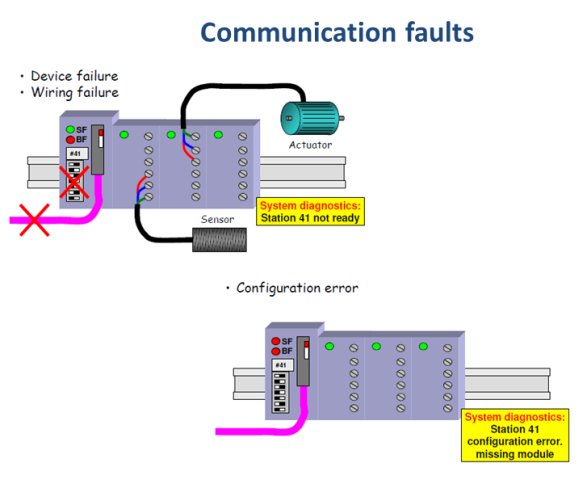 Communication faults
• Device failure
• Wiring failure
SF
BF
#41
Actuator
Sensor
System diagnostics:
Station 41 not ready
• Configuration error
SF
BF
#41
System diagnostics:
Station 41
configuration error.
missing module